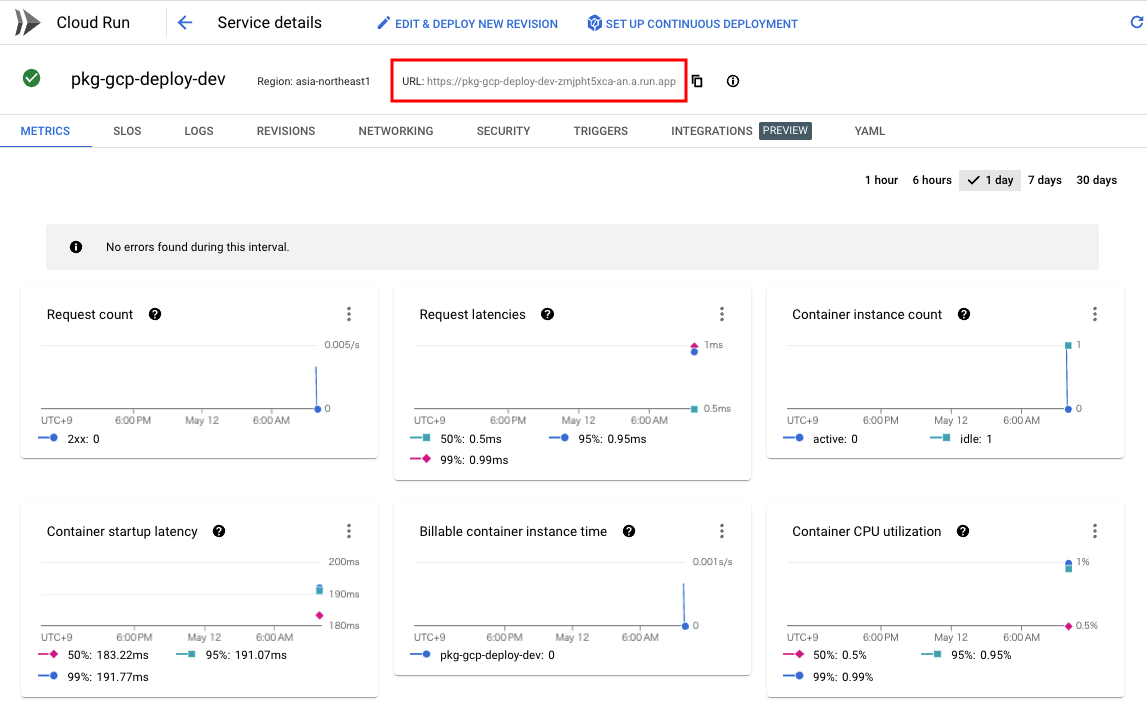 Cloud Run Service details EDIT & DEPLOY NEW REVISION SET UP CONTINUOUS DEPLOYMENT
pkg-gcp-deploy-dev Region: asia-northeast1 URL: https://pkg-gcp-deploy-dev-zmjpht5xca-an.a.run.app
METRICS SLOS LOGS REVISIONS NETWORKING SECURITY TRIGGERS INTEGRATIONS PREVIEW YAML
1 hour 6 hours 1 day 7 days 30 days
No errors found during this interval.
Request count
0.005/s
0
UTC+9 6:00 PM May 12 6:00 AM
2xx: 0
Request latencies
1ms
0.5ms
UTC+9 6:00 PM May 12 6:00 AM
50%: 0.5ms 95%: 0.95ms
99%: 0.99ms
Container instance count
1
0
UTC+9 6:00 PM May 12 6:00 AM
active: 0 idle: 1
Container startup latency
200ms
190ms
180ms
UTC+9 6:00 PM May 12 6:00 AM
50%: 183.22ms 95%: 191.07ms
99%: 191.77ms
Billable container instance time
0.001s/s
0
UTC+9 6:00 PM May 12 6:00 AM
pkg-gcp-deploy-dev: 0
Container CPU utilization
1%
0.5%
UTC+9 6:00 PM May 12 6:00 AM
50%: 0.5% 95%: 0.95%
99%: 0.99%